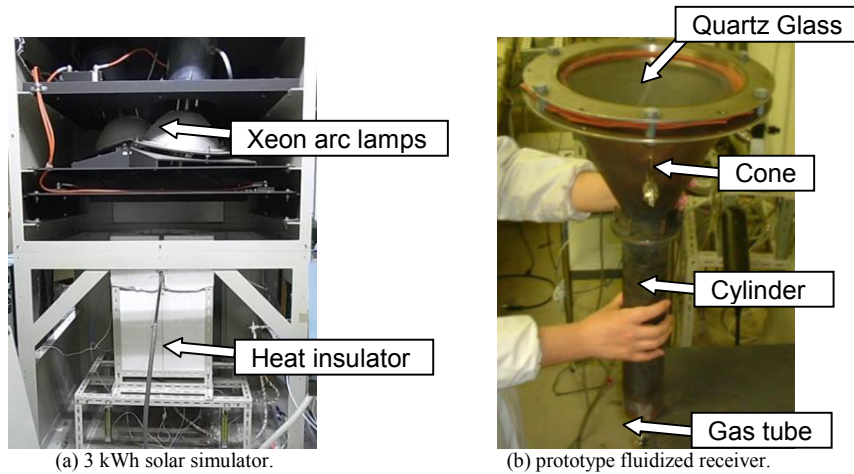 Quartz Glass
Xeon arc lamps
Cone
Cylinder
Heat insulator
Gas tube
(a) 3 kWh solar simulator.
(b) prototype fluidized receiver.